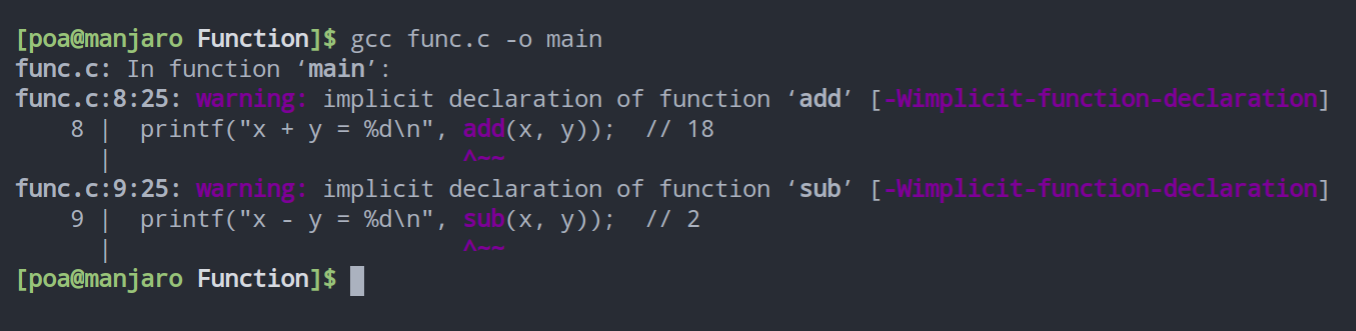 [poa@manjaro Function]$ gcc func.c -o main
func.c: In function ‘main’:
func.c:8:25: warning: implicit declaration of function ‘add’ [-Wimplicit-function-declaration]
    8 |  printf("x + y = %d\n", add(x, y));  // 18
      |                         ^~~
func.c:9:25: warning: implicit declaration of function ‘sub’ [-Wimplicit-function-declaration]
    9 |  printf("x - y = %d\n", sub(x, y));  // 2
      |                         ^~~
[poa@manjaro Function]$